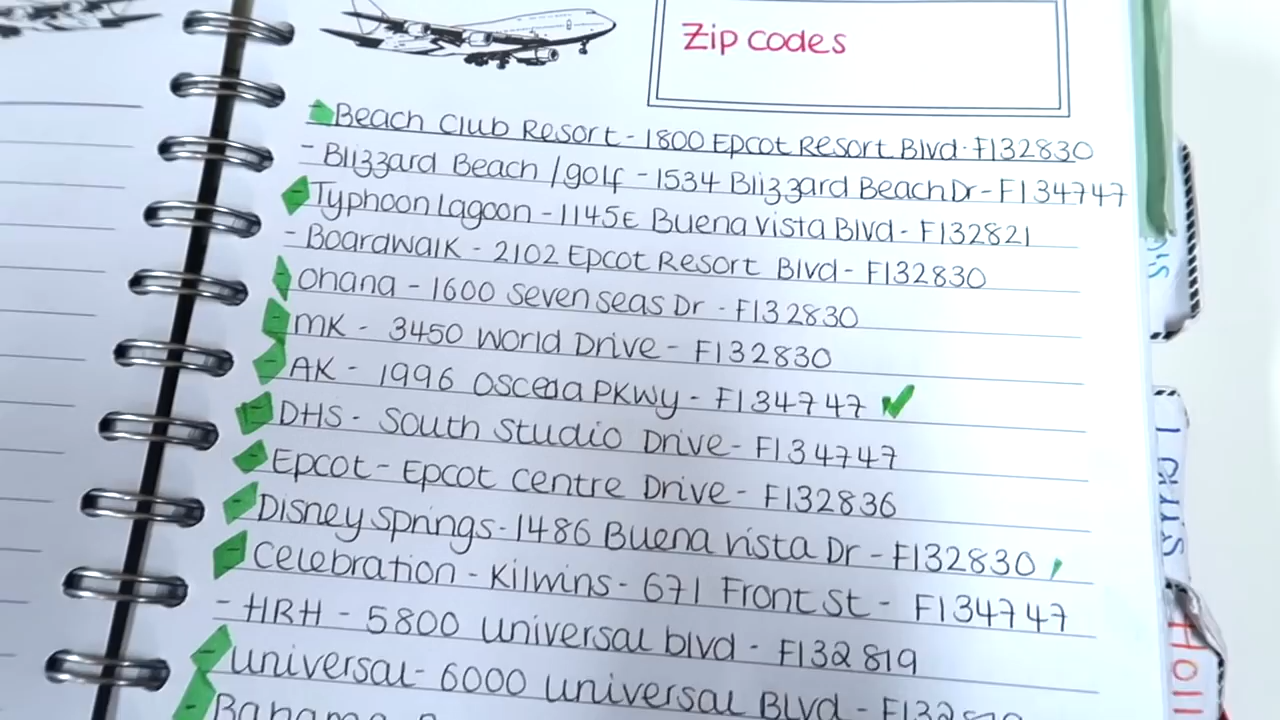 Zip codes
- Beach Club Resort - 1800 Epcot Resort Blvd - Fl32830
- Blizzard Beach / golf - 1534 Blizzard Beach Dr - Fl34747
- Typhoon Lagoon - 1145E Buena Vista Blvd - Fl32821
- Boardwalk - 2102 Epcot Resort Blvd - Fl32830
- Ohana - 1600 Seven Seas Dr - Fl32830
- MK - 3450 World Drive - Fl32830
- AK - 1996 Osceola PKWY - Fl34747 ✓
- DHS - South Studio Drive - Fl34747
- Epcot - Epcot Centre Drive - Fl32836
- Disney Springs - 1486 Buena Vista Dr - Fl32830
- Celebration - Kilwins - 671 Front St - Fl34747
- HRH - 5800 Universal blvd - Fl32819
- Universal - 6000 Universal Blvd -